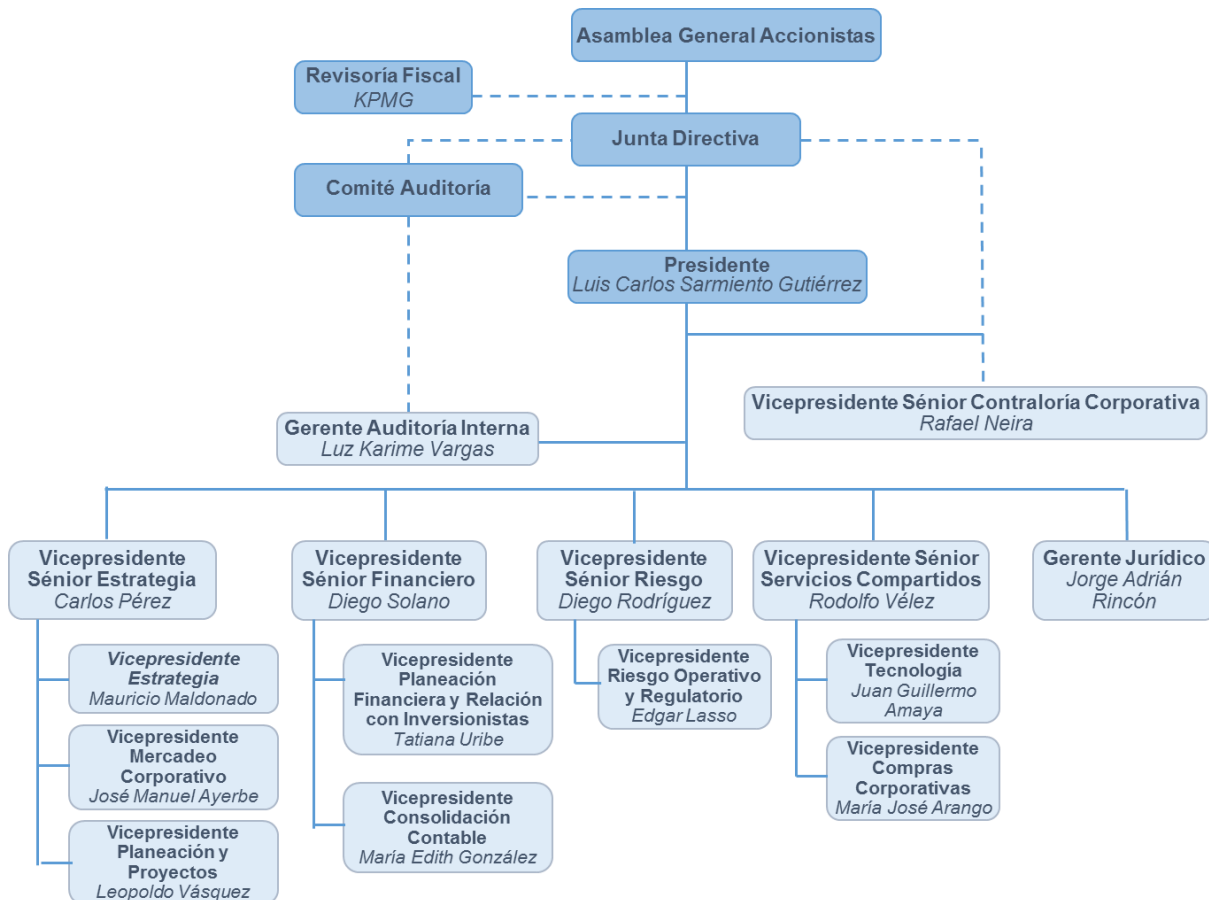 Asamblea General Accionistas
Revisoría Fiscal
KPMG
Junta Directiva
Comité Auditoría
Presidente
Luis Carlos Sarmiento Gutiérrez
Vicepresidente Sénior Contraloría Corporativa
Rafael Neira
Gerente Auditoría Interna
Luz Karime Vargas
Vicepresidente
Sénior Estrategia
Carlos Pérez
Vicepresidente
Estrategia
Mauricio Maldonado
Vicepresidente
Mercadeo
Corporativo
José Manuel Ayerbe
Vicepresidente
Planeación y
Proyectos
Leopoldo Vásquez
Vicepresidente
Sénior Financiero
Diego Solano
Vicepresidente
Planeación
Financiera y Relación
con Inversionistas
Tatiana Uribe
Vicepresidente
Consolidación
Contable
María Edith González
Vicepresidente
Sénior Riesgo
Diego Rodríguez
Vicepresidente
Riesgo Operativo
y Regulatorio
Edgar Lasso
Vicepresidente Sénior
Servicios Compartidos
Rodolfo Vélez
Vicepresidente
Tecnología
Juan Guillermo
Amaya
Vicepresidente
Compras
Corporativas
María José Arango
Gerente Jurídico
Jorge Adrián
Rincón